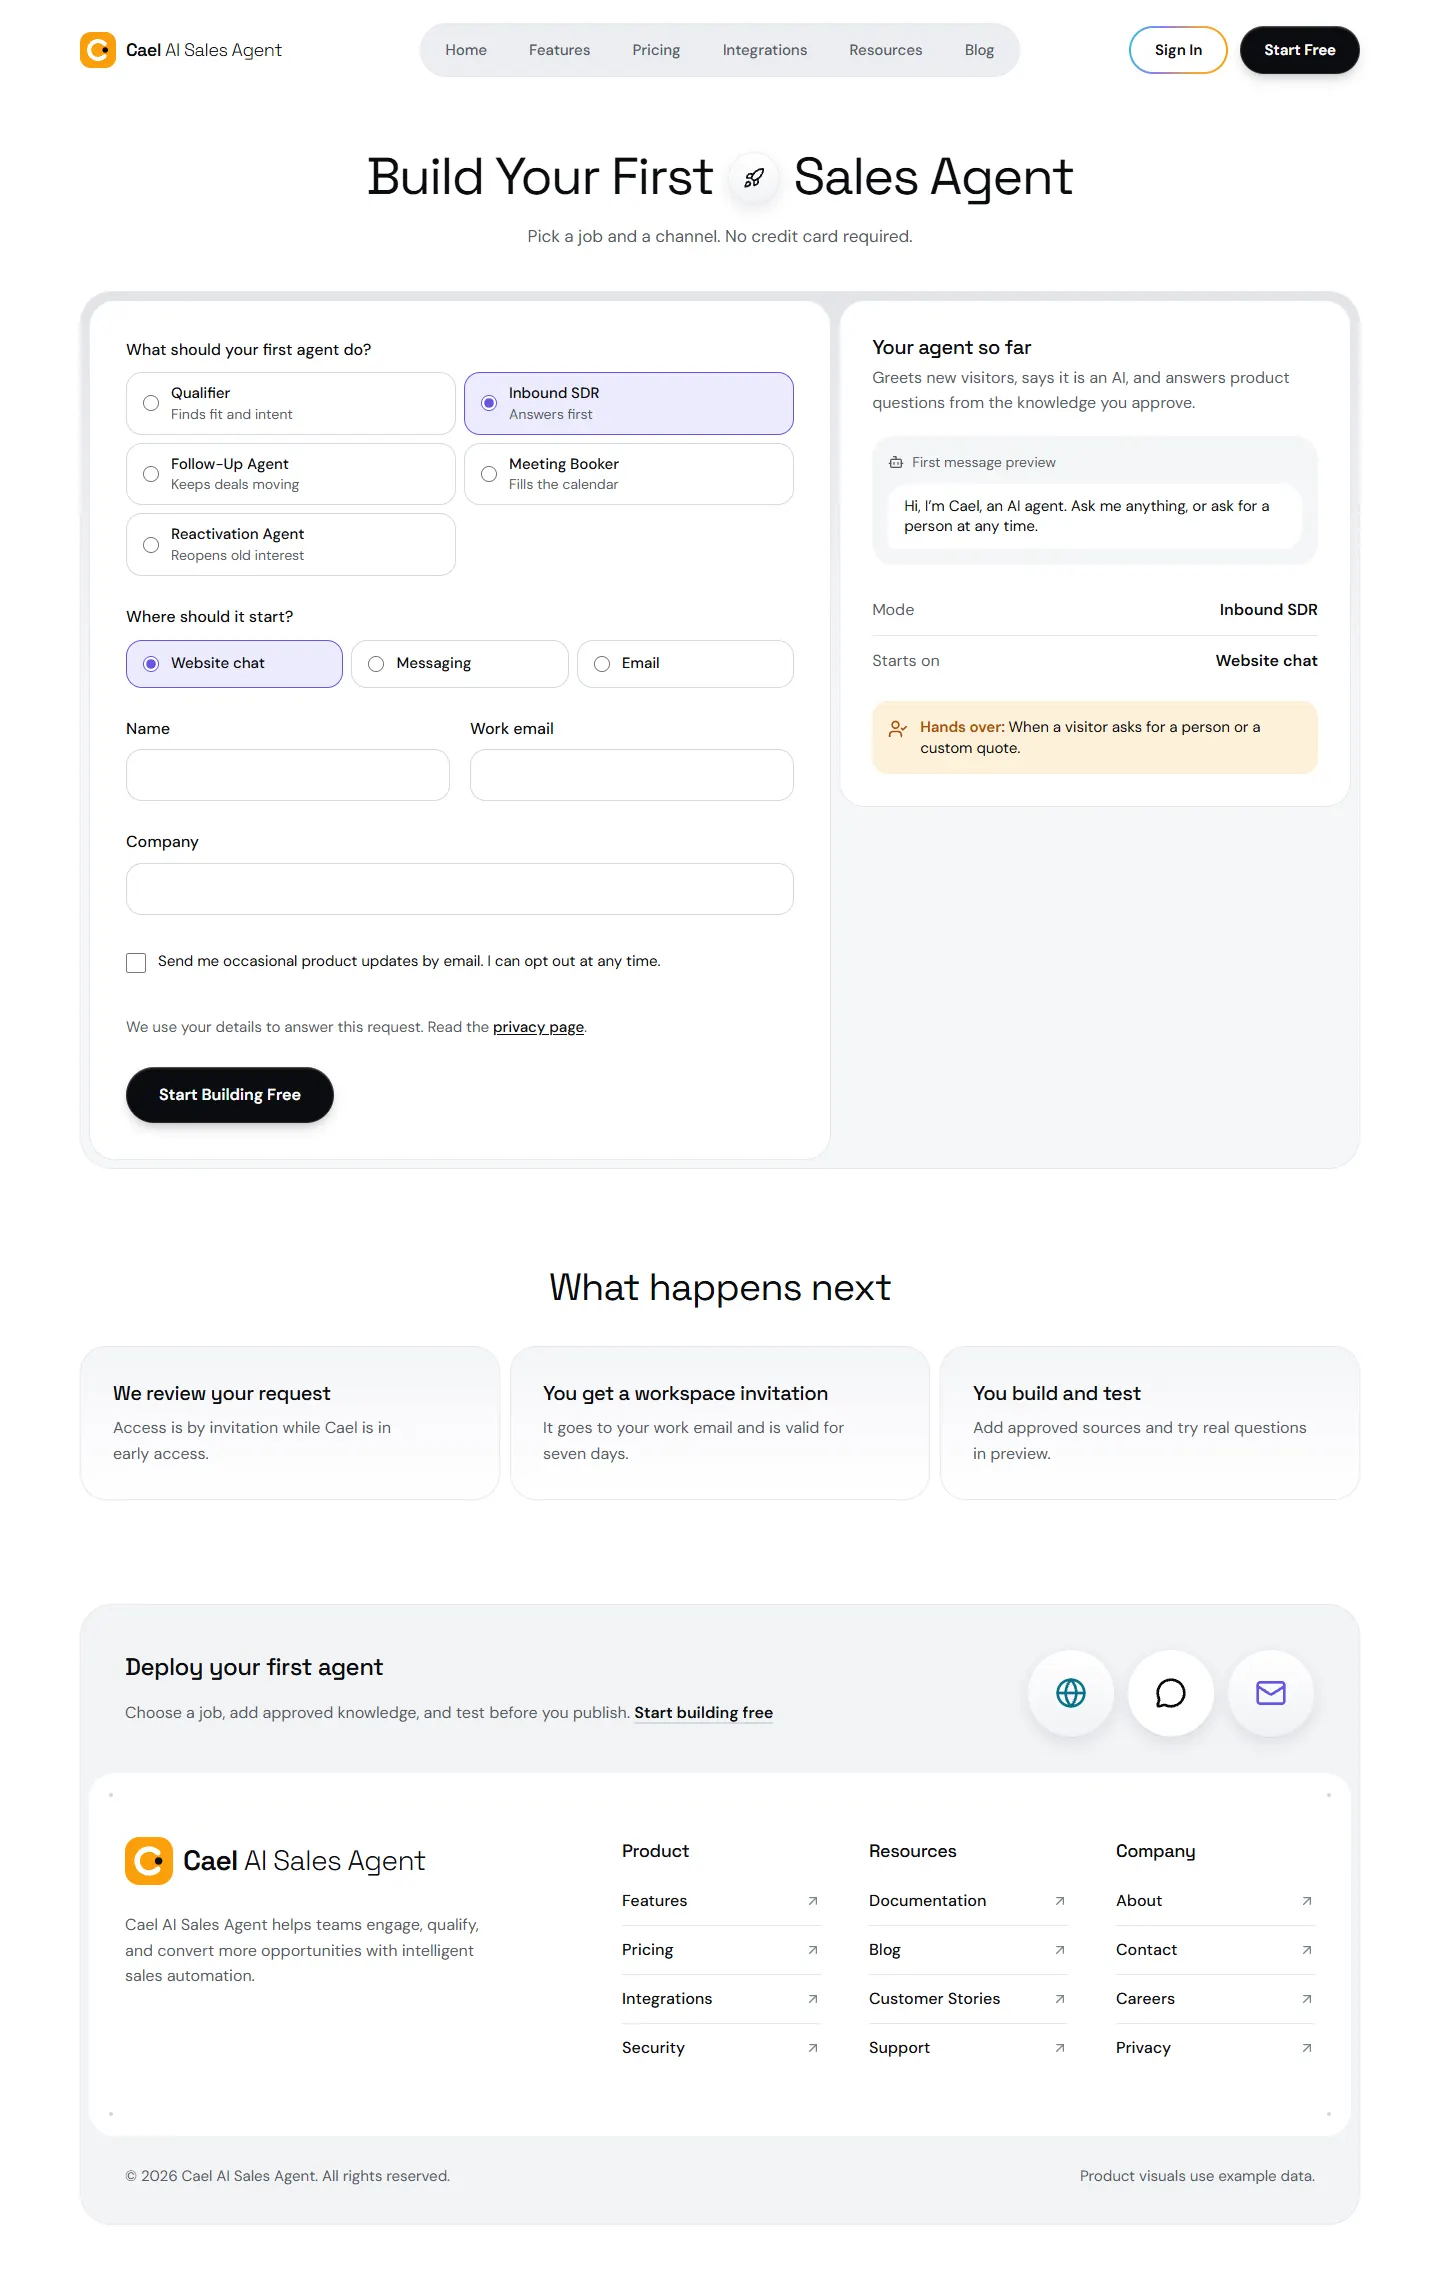 Cael AI Sales Agent
Home
Features
Pricing
Integrations
Resources
Blog
Sign In
Start Free
Build Your First Sales Agent
Pick a job and a channel. No credit card required.
What should your first agent do?
Qualifier
Finds fit and intent
Inbound SDR
Answers first
Follow-Up Agent
Keeps deals moving
Meeting Booker
Fills the calendar
Reactivation Agent
Reopens old interest
Where should it start?
Website chat
Messaging
Email
Name
Work email
Company
Send me occasional product updates by email. I can opt out at any time.
We use your details to answer this request. Read the privacy page.
Start Building Free
Your agent so far
Greets new visitors, says it is an AI, and answers product
questions from the knowledge you approve.
First message preview
Hi, I’m Cael, an AI agent. Ask me anything, or ask for a
person at any time.
Mode
Inbound SDR
Starts on
Website chat
Hands over: When a visitor asks for a person or a
custom quote.
What happens next
We review your request
Access is by invitation while Cael is in
early access.
You get a workspace invitation
It goes to your work email and is valid for
seven days.
You build and test
Add approved sources and try real questions
in preview.
Deploy your first agent
Choose a job, add approved knowledge, and test before you publish. Start building free
Cael AI Sales Agent
Cael AI Sales Agent helps teams engage, qualify,
and convert more opportunities with intelligent
sales automation.
Product
Features
Pricing
Integrations
Security
Resources
Documentation
Blog
Customer Stories
Support
Company
About
Contact
Careers
Privacy
© 2026 Cael AI Sales Agent. All rights reserved.
Product visuals use example data.